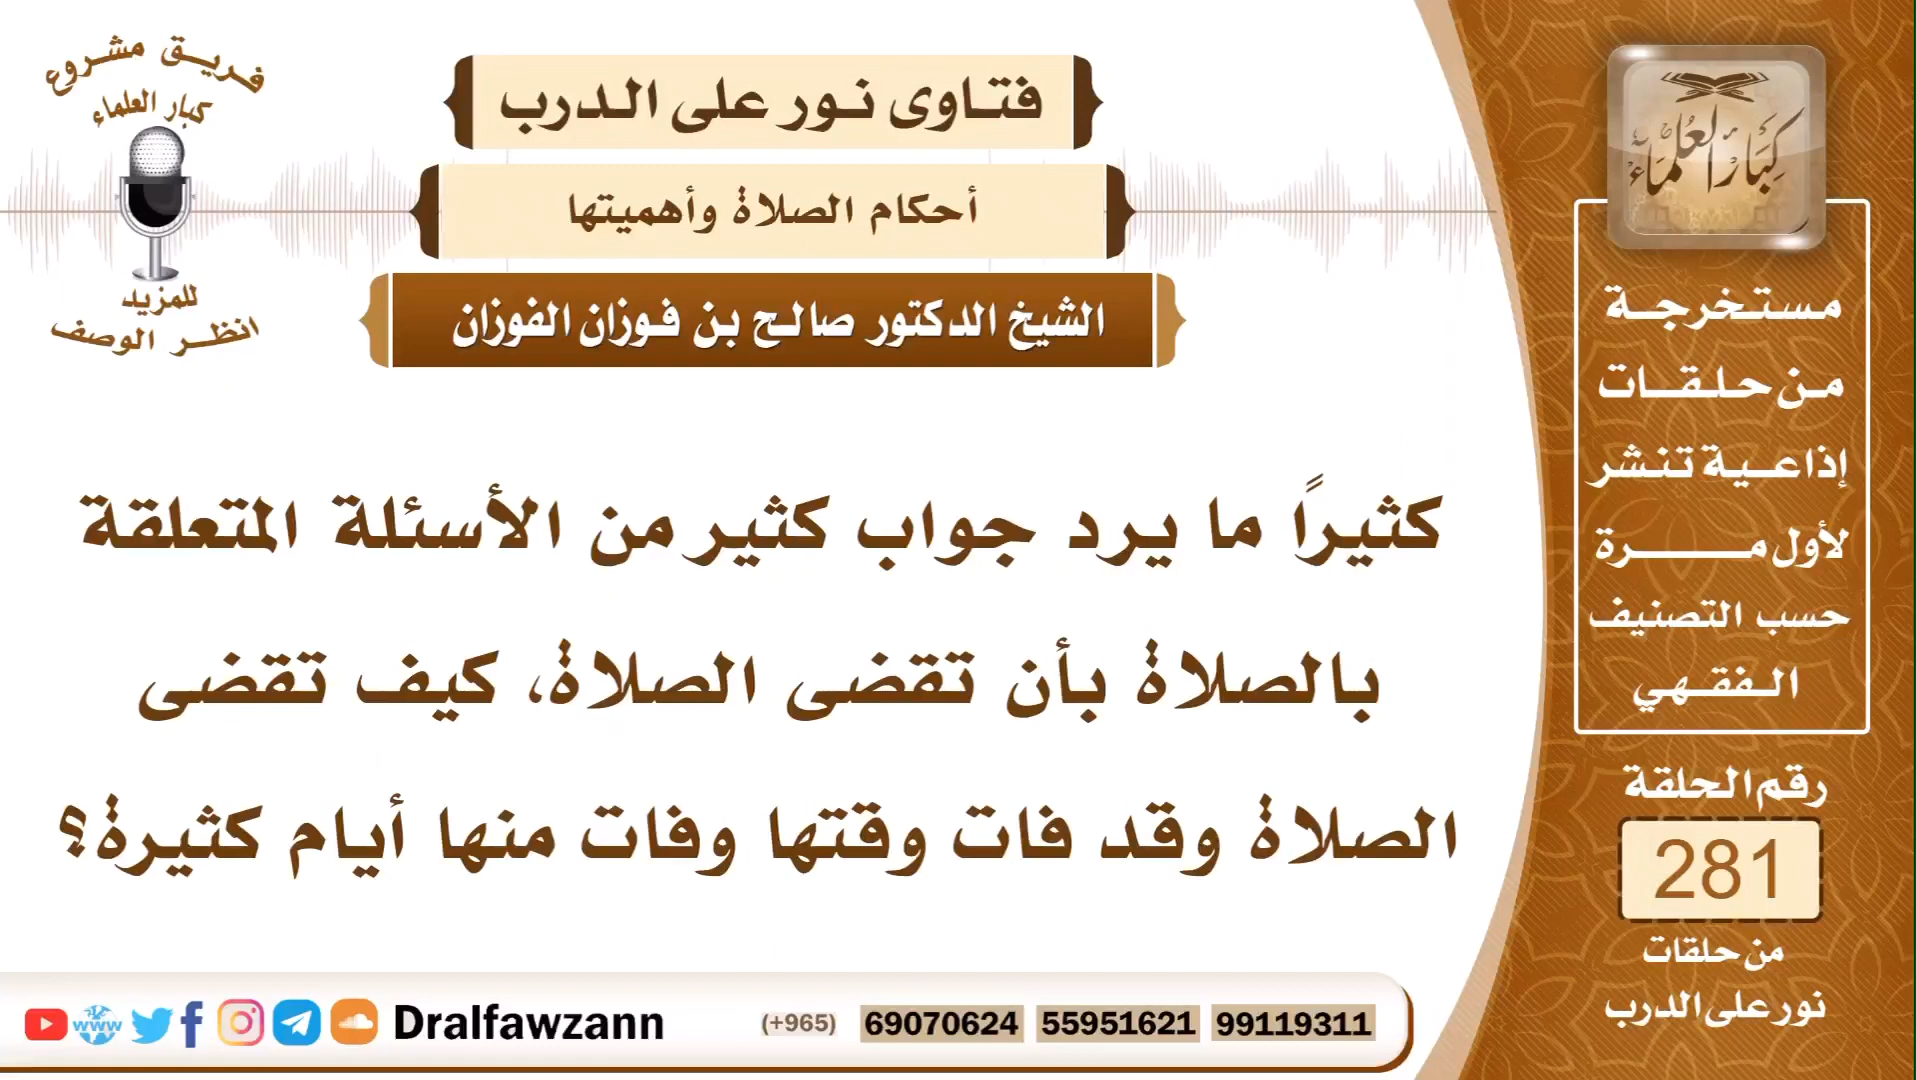 فريق مشروع
كبار العلماء
للمزيد
انظر الوصف
فتاوى نور على الدرب
أحكام الصلاة وأهميتها
الشيخ الدكتور صالح بن فوزان الفوزان
كثيرًا ما يرد جواب كثير من الأسئلة المتعلقة
بالصلاة بأن تقضى الصلاة، كيف تقضى
الصلاة وقد فات وقتها وفات منها أيام كثيرة؟
كبار العلماء
مستخرجة
من حلقات
إذاعية تنشر
لأول مرة
حسب التصنيف
الفقهي
رقم الحلقة
281
من حلقات
نور على الدرب
www
Dralfawzann
(+965) 69070624 55951621 99119311